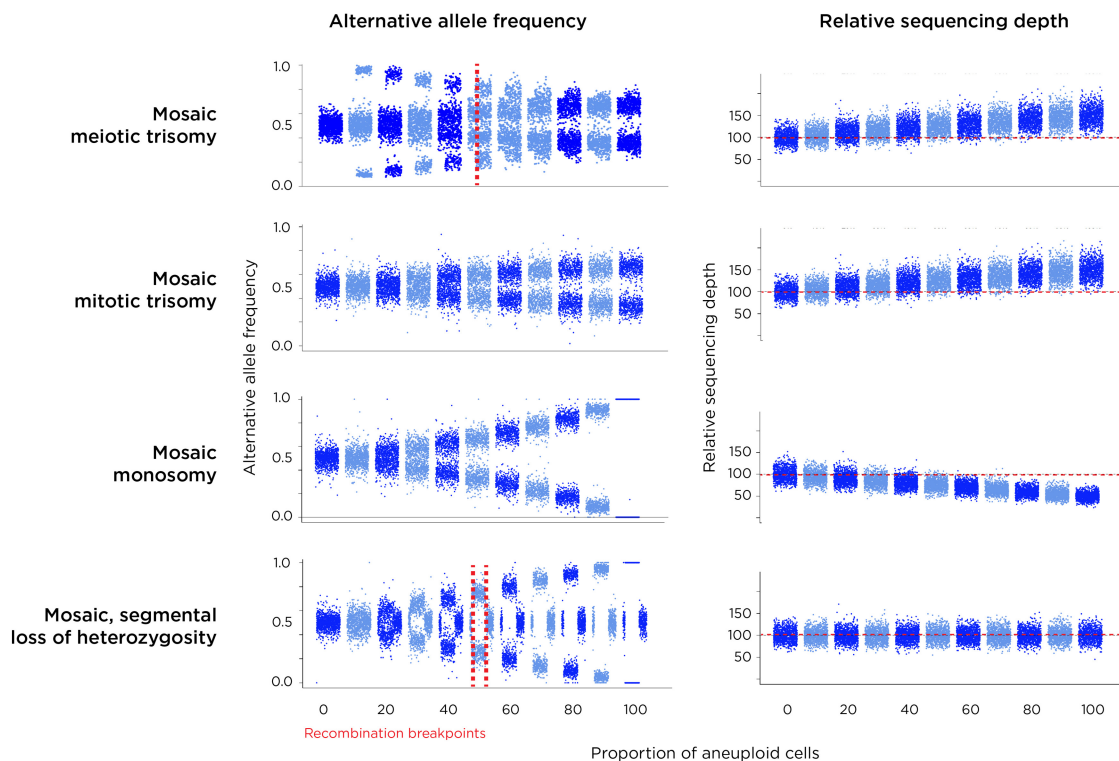 Alternative allele frequency
Relative sequencing depth
Mosaic
meiotic trisomy
1.0
0.5
0.0
150
100
50
Mosaic
mitotic trisomy
1.0
0.5
0.0
150
100
50
Alternative allele frequency
Relative sequencing depth
Mosaic
monosomy
1.0
0.5
0.0
150
100
50
Mosaic, segmental
loss of heterozygosity
1.0
0.5
0.0
150
100
50
0 20 40 60 80 100
0 20 40 60 80 100
Recombination breakpoints
Proportion of aneuploid cells